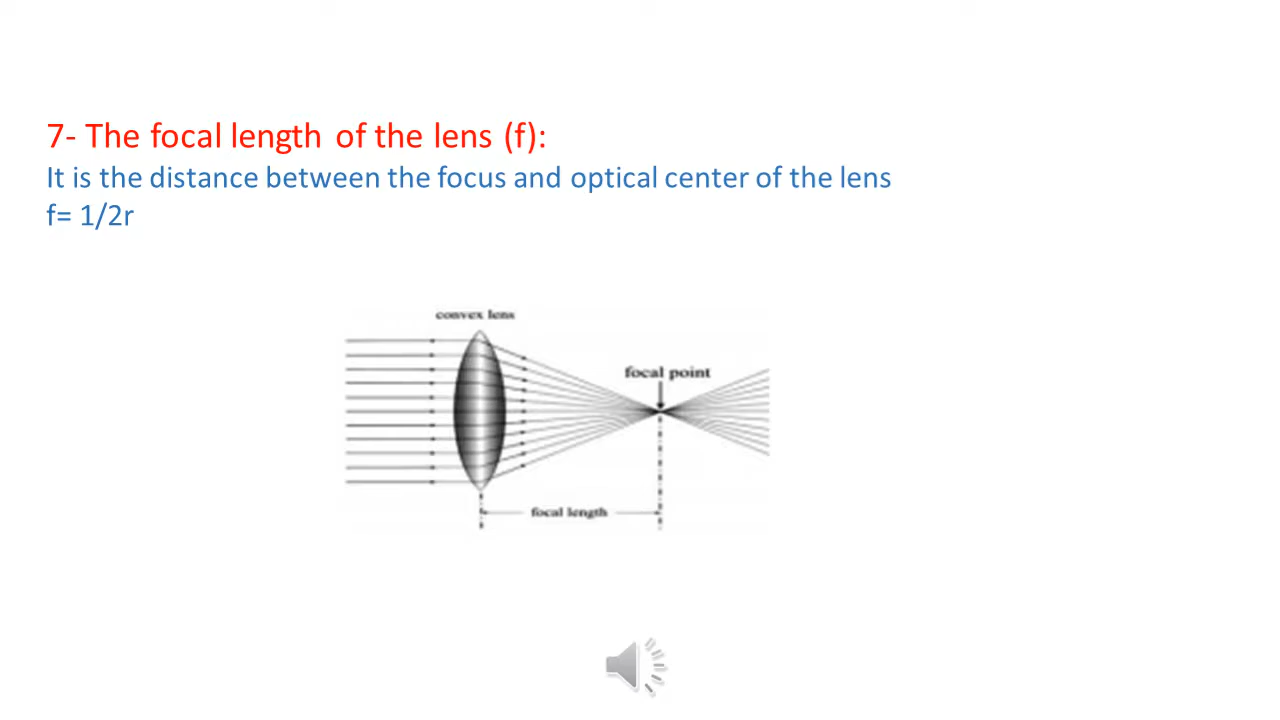 7- The focal length of the lens (f):
It is the distance between the focus and optical center of the lens
f= 1/2r
convex lens
focal point
focal length